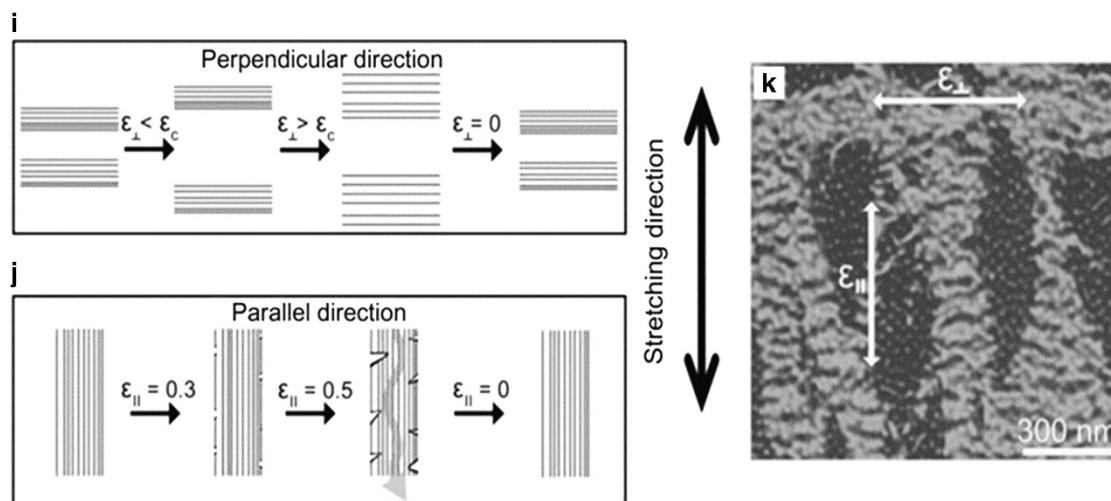 i
Perpendicular direction
ε⊥ < εc
ε⊥ > εc
ε⊥ = 0
j
Parallel direction
ε|| = 0.3
ε|| = 0.5
ε|| = 0
Stretching direction
k
ε⊥
ε||
300 nm